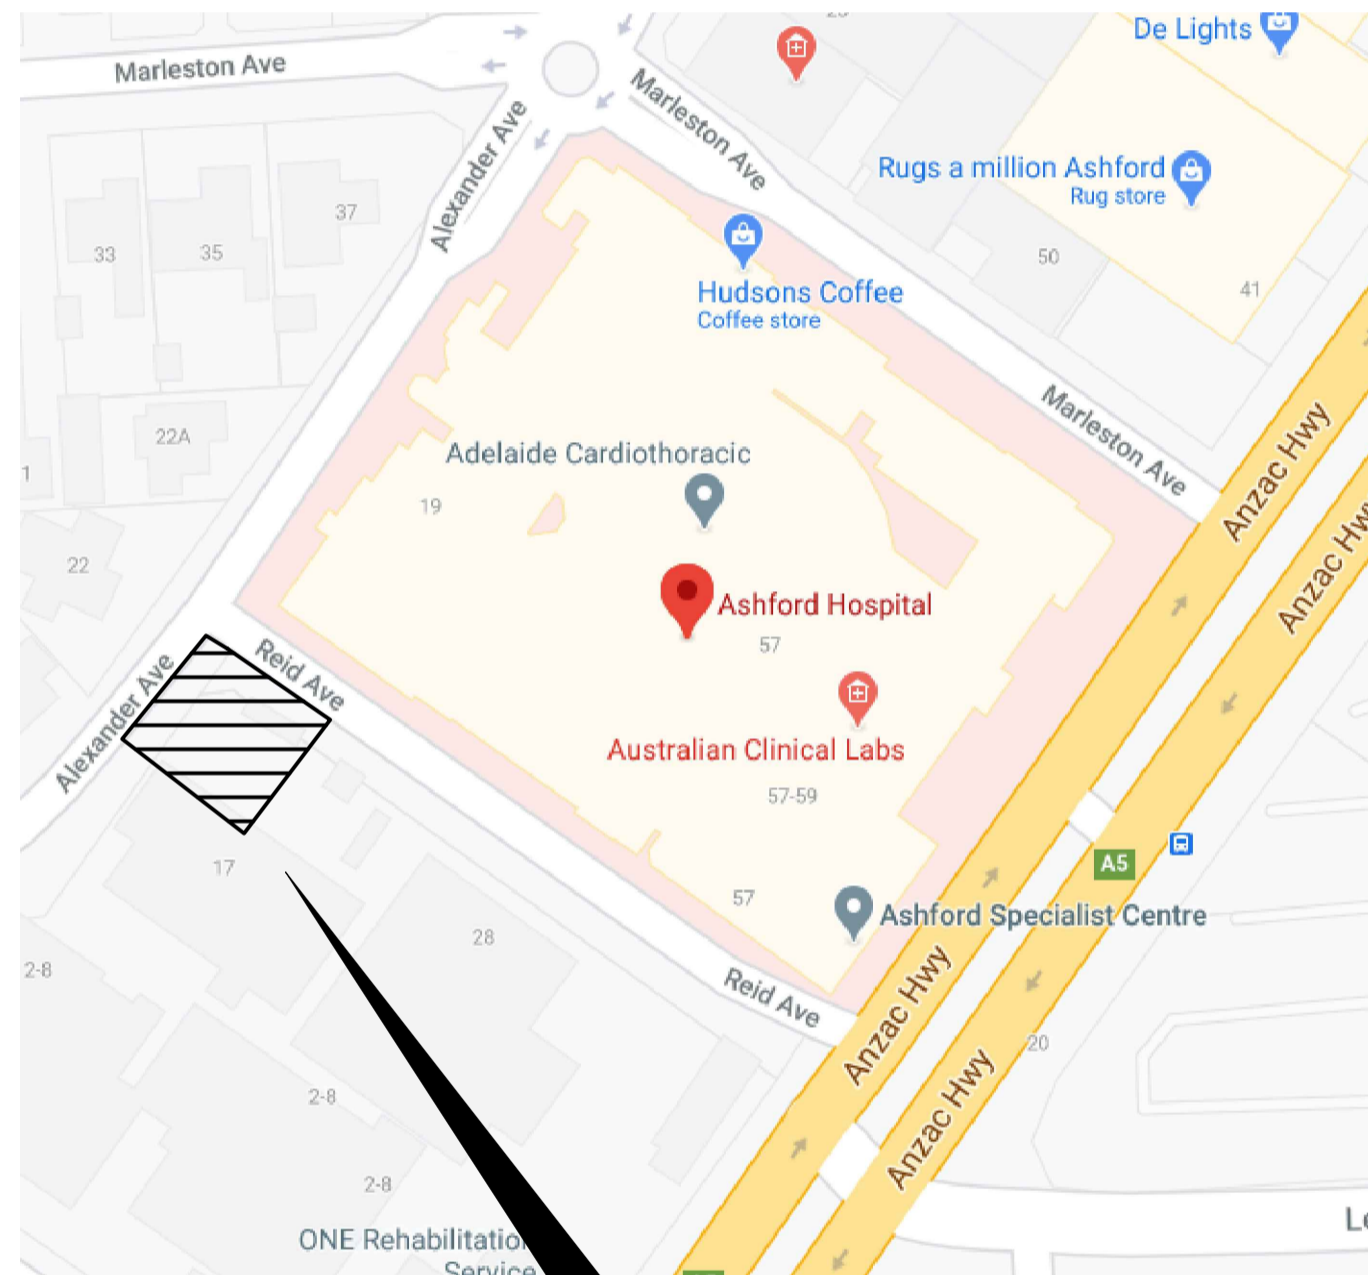 De Lights
Marleston Ave
Marleston Ave
Alexander Ave
Rugs a million Ashford
Rug store
37
33
35
50
41
Hudsons Coffee
Coffee store
Marleston Ave
Anzac Hwy
22A
Adelaide Cardiothoracic
1
19
22
Anzac Hwy
Ashford Hospital
57
Reid Ave
Alexander Ave
Australian Clinical Labs
57-59
17
A5
57
Ashford Specialist Centre
28
2-8
Reid Ave
Anzac Hwy
20
2-8
Anzac Hwy
2-8
ONE Rehabilitation
Service